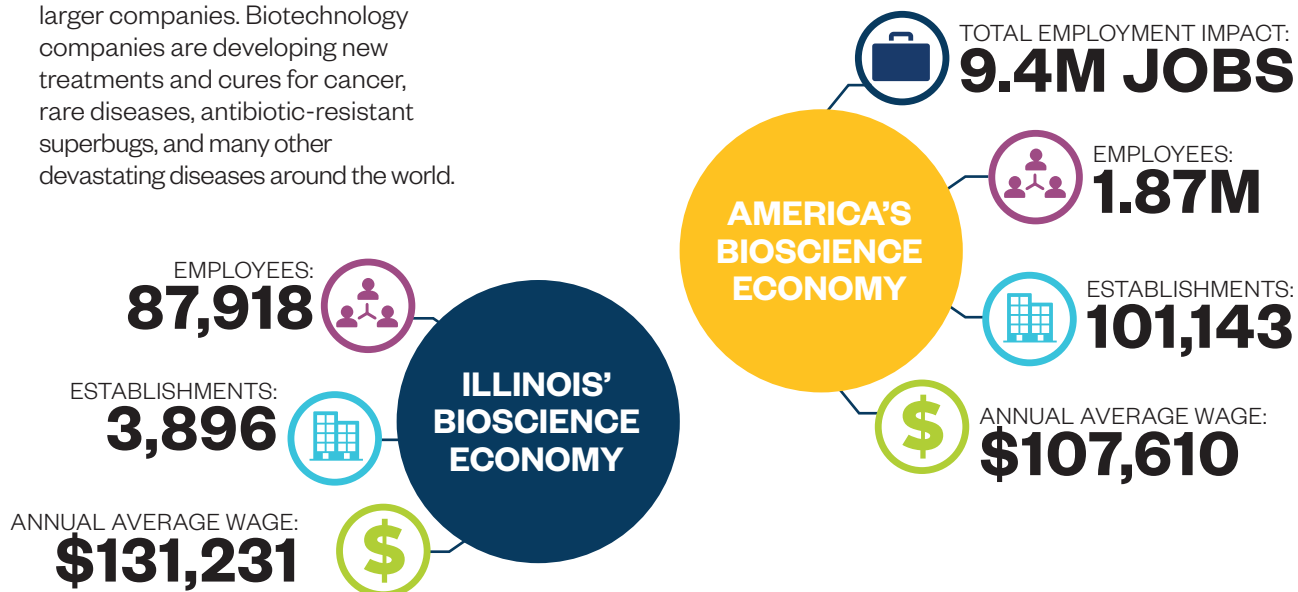 larger companies. Biotechnology
companies are developing new
treatments and cures for cancer,
rare diseases, antibiotic-resistant
superbugs, and many other
devastating diseases around the world.
TOTAL EMPLOYMENT IMPACT:
9.4M JOBS
EMPLOYEES:
1.87M
AMERICA'S
BIOSCIENCE
ECONOMY
ESTABLISHMENTS:
101,143
ANNUAL AVERAGE WAGE:
$107,610
EMPLOYEES:
87,918
ESTABLISHMENTS:
3,896
ILLINOIS'
BIOSCIENCE
ECONOMY
ANNUAL AVERAGE WAGE:
$131,231